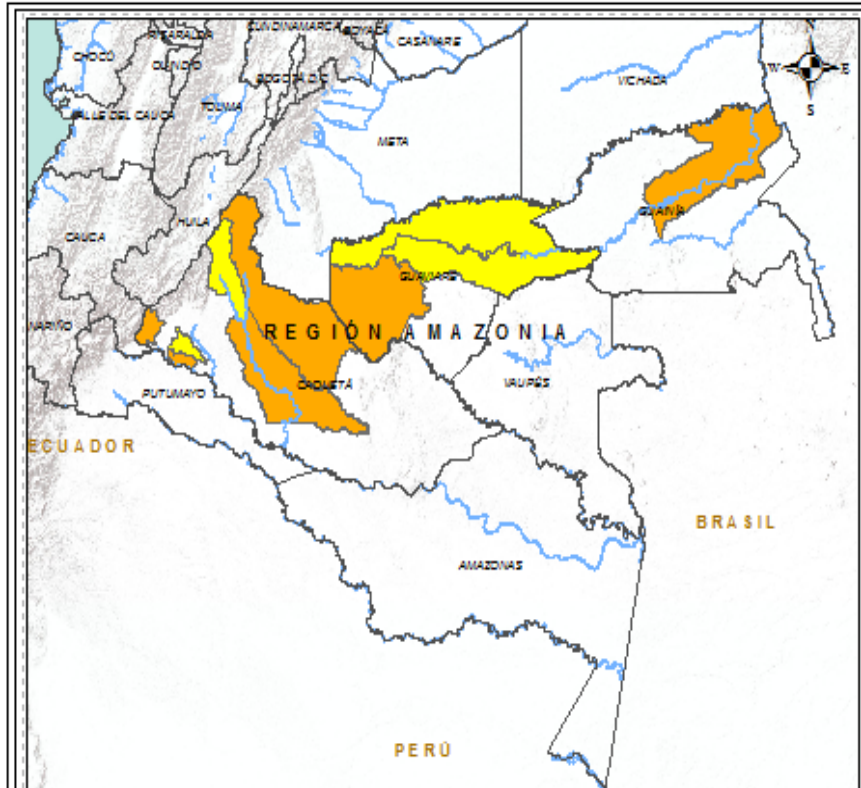 RISARALDA
CUNDINAMARCA
BOYACÁ
CASANARE
N
CHOCÓ
QUINDIO
BOGOTÁ D.C
W
E
VICHADA
TOLIMA
S
VALLE DEL CAUCA
META
HUILA
GUAINÍA
CAUCA
GUAVIARE
NARIÑO
REGIÓN AMAZONIA
CAQUETÁ
VAUPÉS
PUTUMAYO
ECUADOR
BRASIL
AMAZONAS
PERÚ